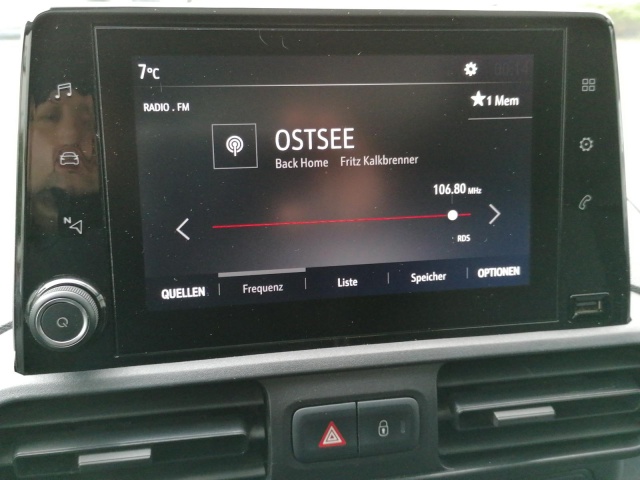 7°C
RADIO . FM
★1 Mem
OSTSEE
Back Home Fritz Kalkbrenner
106.80 MHz
RDS
QUELLEN Frequenz Liste Speicher OPTIONEN
N